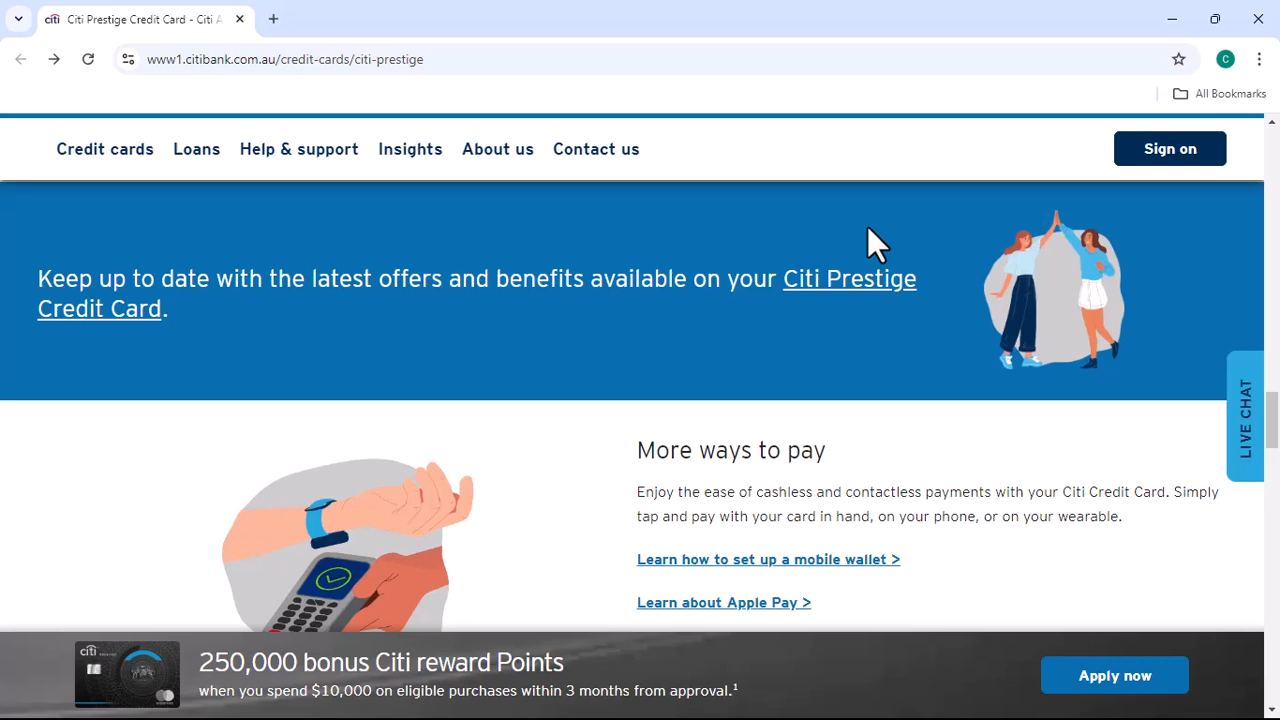 Citi Prestige Credit Card - Citi A
www1.citibank.com.au/credit-cards/citi-prestige
C
All Bookmarks
Credit cards Loans Help & support Insights About us Contact us Sign on
Keep up to date with the latest offers and benefits available on your Citi Prestige
Credit Card.
LIVE CHAT
More ways to pay
Enjoy the ease of cashless and contactless payments with your Citi Credit Card. Simply
tap and pay with your card in hand, on your phone, or on your wearable.
Learn how to set up a mobile wallet >
Learn about Apple Pay >
citi
250,000 bonus Citi reward Points
when you spend $10,000 on eligible purchases within 3 months from approval.¹
Apply now